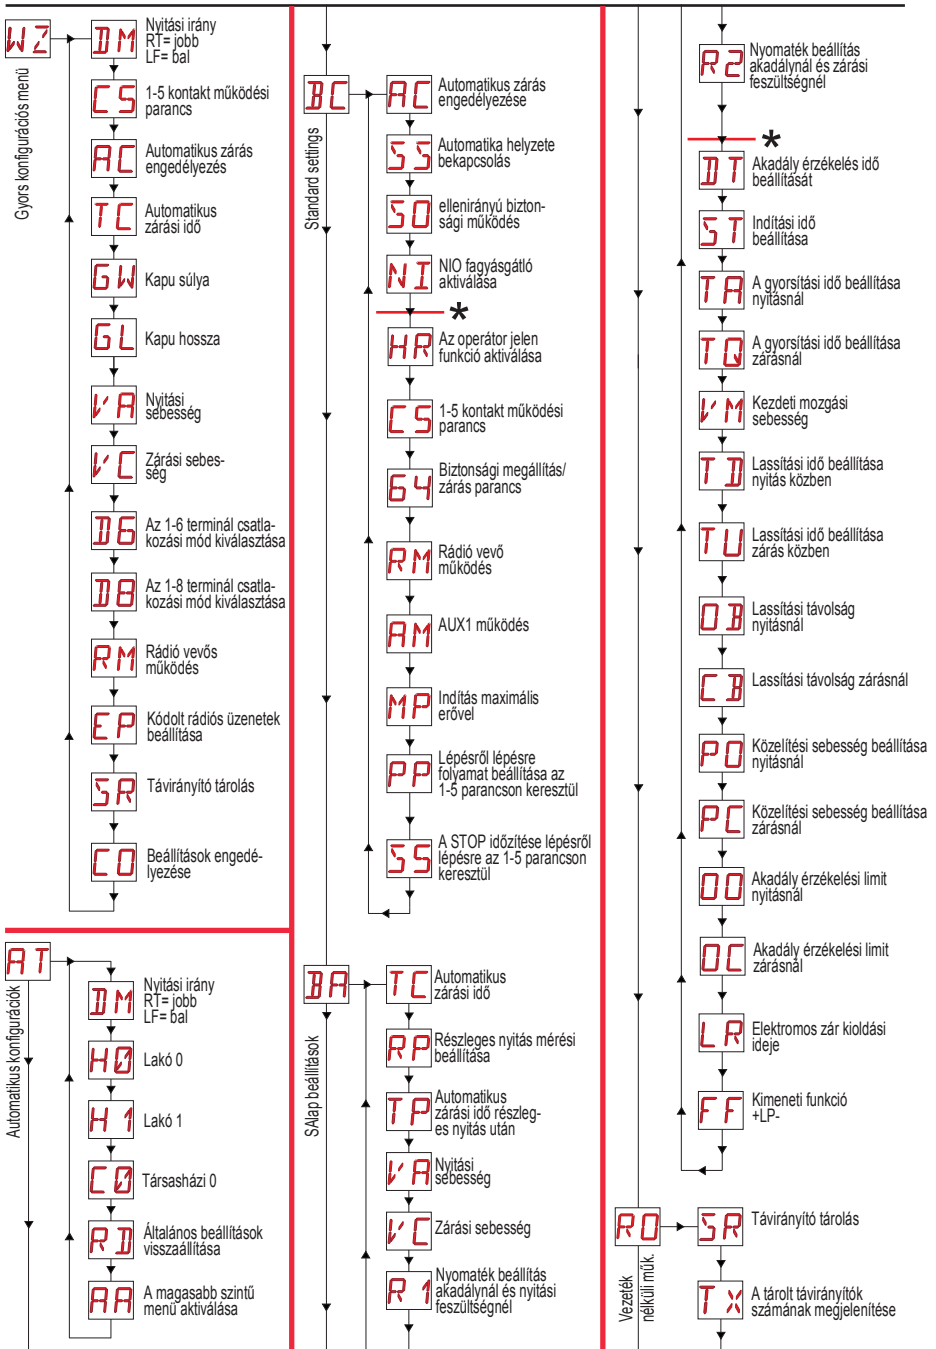 WZ
Gyors konfigurációs menü
DM
Nyitási irány
RT= jobb
LF= bal
CS
1-5 kontakt működési
parancs
AC
Automatikus zárás
engedélyezés
TC
Automatikus
zárási idő
GW
Kapu súlya
GL
Kapu hossza
VA
Nyitási
sebesség
VC
Zárási sebes-
ség
D6
Az 1-6 terminál csatla-
kozási mód kiválasztása
D8
Az 1-8 terminál csatla-
kozási mód kiválasztása
RM
Rádió vevős
működés
EP
Kódolt rádiós üzenetek
beállítása
SR
Távirányító tárolás
CO
Beállítások engedé-
lyezése
AT
Automatikus konfigurációk
DM
Nyitási irány
RT= jobb
LF= bal
H0
Lakó 0
H1
Lakó 1
C0
Társasházi 0
RD
Általános beállítások
visszaállítása
AA
A magasabb szintű
menü aktiválása
BC
Standard settings
AC
Automatikus zárás
engedélyezése
SS
Automatika helyzete
bekapcsolás
SO
ellenirányú bizton-
sági működés
NI
NIO fagyásgátló
aktiválása
*
HR
Az operátor jelen
funkció aktiválása
CS
1-5 kontakt működési
parancs
64
Biztonsági megállítás/
zárás parancs
RM
Rádió vevő
működés
AM
AUX1 működés
MP
Indítás maximális
erővel
PP
Lépésről lépésre
folyamat beállítása az
1-5 parancson keresztül
SS
A STOP időzítése lépésről
lépésre az 1-5 parancson
keresztül
BA
SAlap beállítások
TC
Automatikus
zárási idő
RP
Részleges nyitás mérési
beállítása
TP
Automatikus
zárási idő részleg-
es nyitás után
VA
Nyitási
sebesség
VC
Zárási sebesség
R1
Nyomaték beállítás
akadálynál és nyitási
feszültségnél
R2
Nyomaték beállítás
akadálynál és zárási
feszültségnél
*
DT
Akadály érzékelés idő
beállítását
ST
Indítási idő
beállítása
TA
A gyorsítási idő beállítása
nyitásnál
TQ
A gyorsítási idő beállítása
zárásnál
VM
Kezdeti mozgási
sebesség
TD
Lassítási idő beállítása
nyitás közben
TU
Lassítási idő beállítása
zárás közben
OB
Lassítási távolság
nyitásnál
CB
Lassítási távolság zárásnál
PO
Közelítési sebesség beállítása
nyitásnál
PC
Közelítési sebesség beállítása
zárásnál
OO
Akadály érzékelési limit
nyitásnál
OC
Akadály érzékelési limit
zárásnál
LR
Elektromos zár kioldási
ideje
FF
Kimeneti funkció
+LP-
RO
Vezeték
nélküli műk.
SR
Távirányító tárolás
TX
A tárolt távirányítók
számának megjelenítése